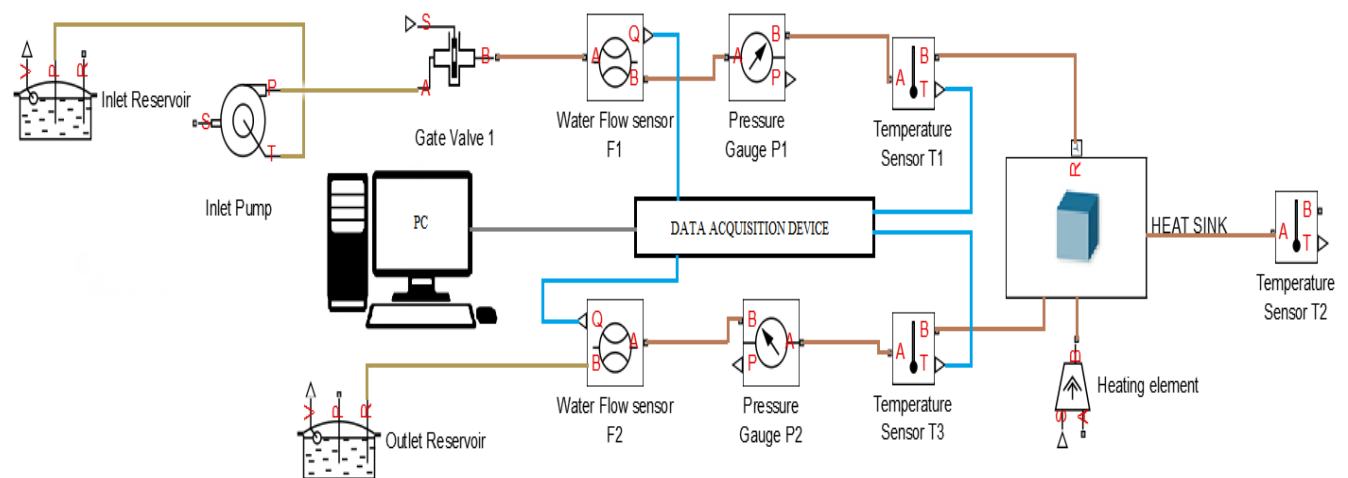 V P R
Inlet Reservoir
S P T
Inlet Pump
S A B
Gate Valve 1
A Q B
Water Flow sensor
F1
A B P
Pressure
Gauge P1
A B T
Temperature
Sensor T1
R
HEAT SINK
A B T
Temperature
Sensor T2
PC
DATA ACQUISITION DEVICE
Q B A
Water Flow sensor
F2
B P A
Pressure
Gauge P2
A B T
Temperature
Sensor T3
B S A
Heating element
V P R
Outlet Reservoir